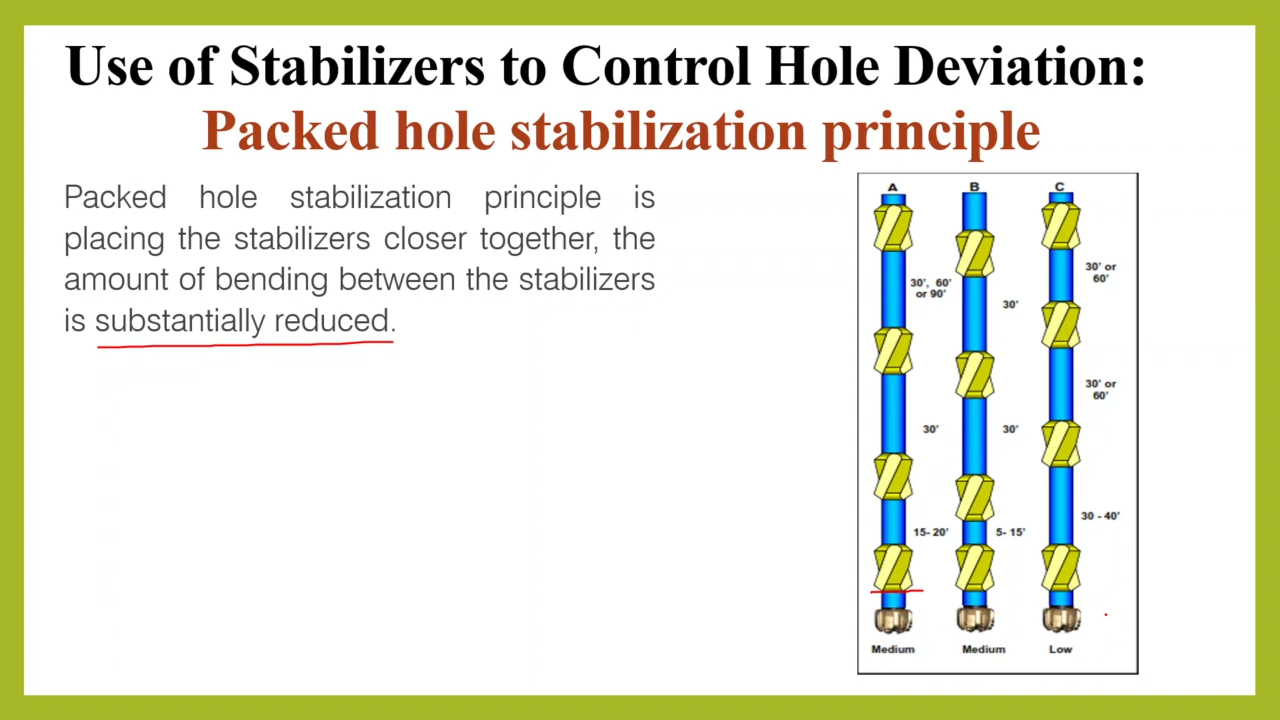 Use of Stabilizers to Control Hole Deviation:
Packed hole stabilization principle
Packed hole stabilization principle is
placing the stabilizers closer together, the
amount of bending between the stabilizers
is substantially reduced.
A B C
30', 60'
or 90'
30'
30' or
60'
30' or
60'
30'
30'
30 - 40'
15- 20'
5- 15'
Medium Medium Low